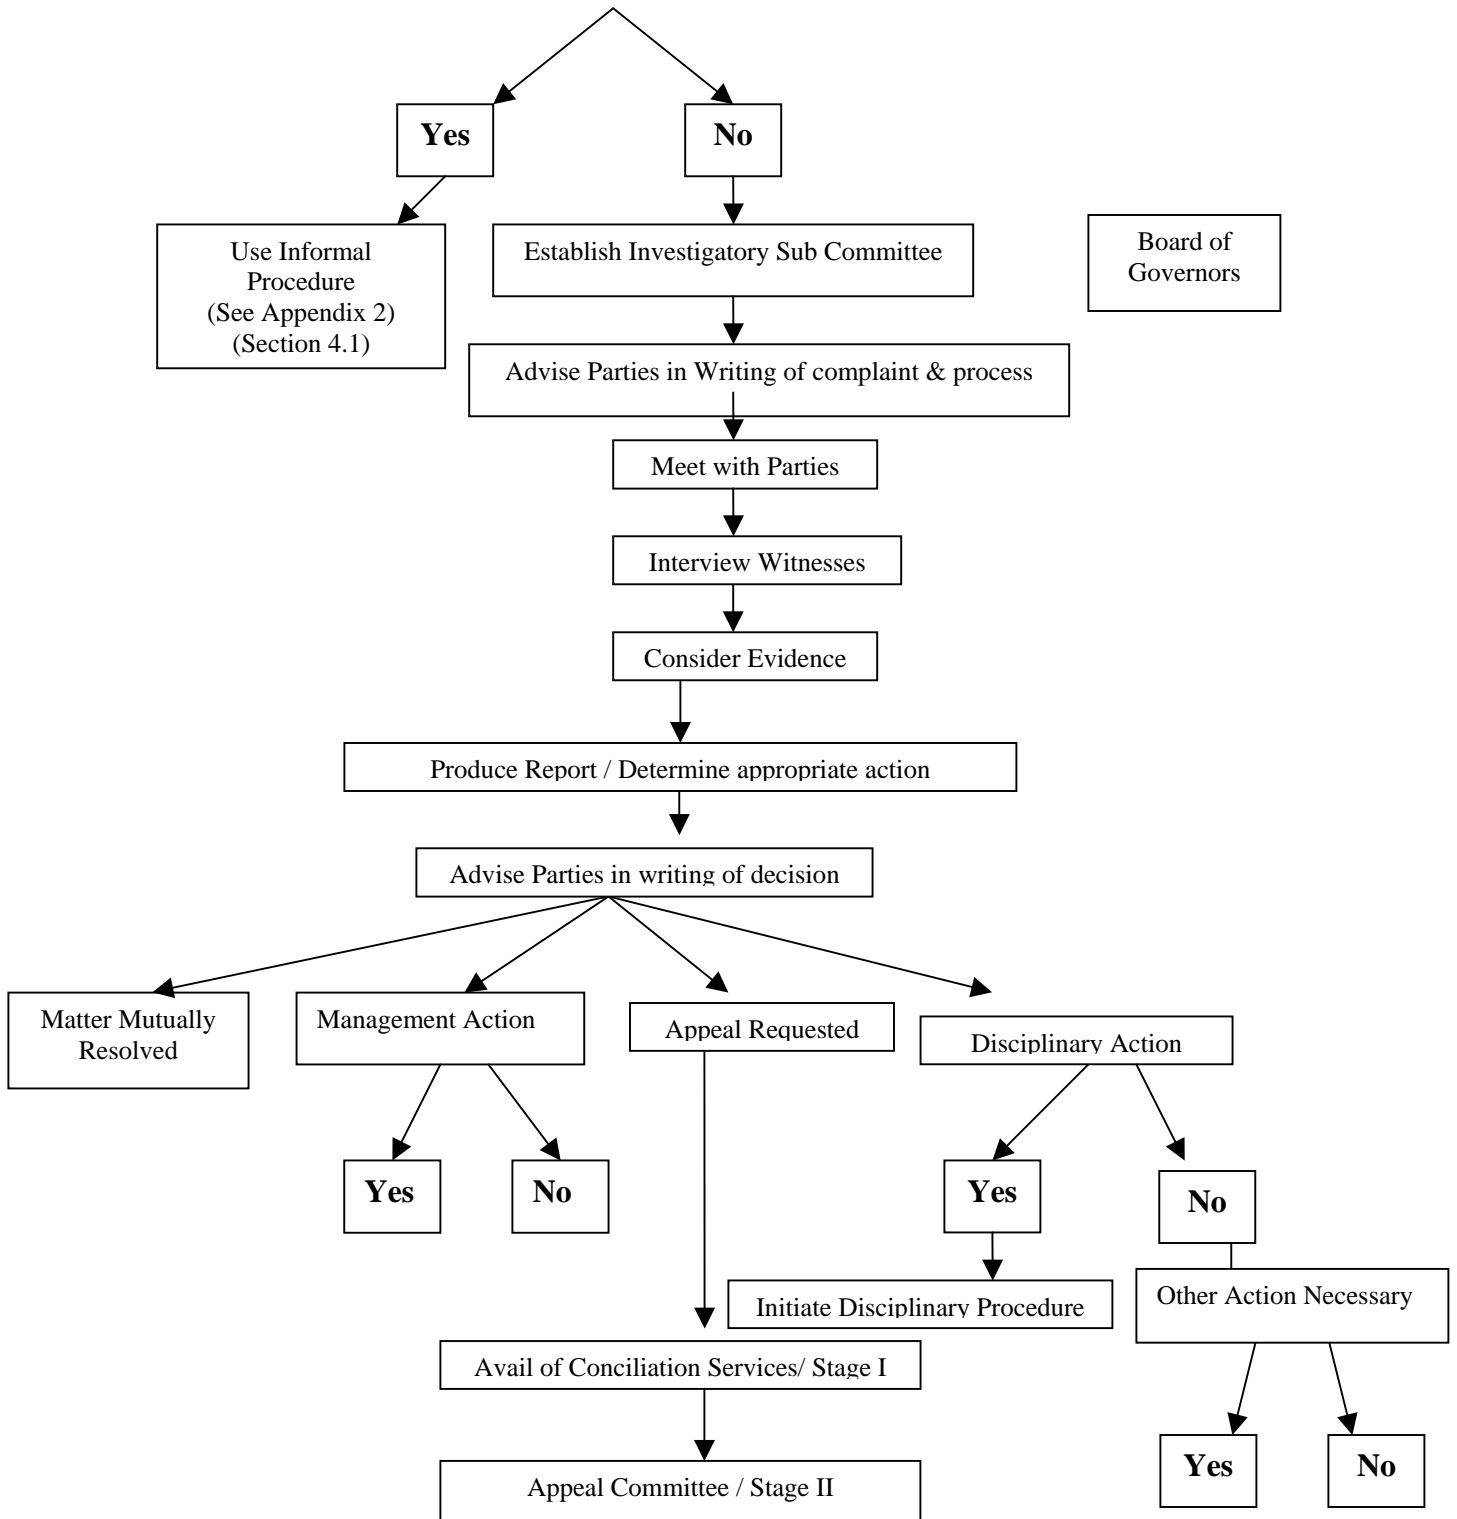 Yes
No
Use Informal
Procedure
(See Appendix 2)
(Section 4.1)
Establish Investigatory Sub Committee
Board of
Governors
Advise Parties in Writing of complaint & process
Meet with Parties
Interview Witnesses
Consider Evidence
Produce Report / Determine appropriate action
Advise Parties in writing of decision
Matter Mutually
Resolved
Management Action
Appeal Requested
Disciplinary Action
Yes
No
Yes
No
Initiate Disciplinary Procedure
Other Action Necessary
Avail of Conciliation Services/ Stage I
Yes
No
Appeal Committee / Stage II